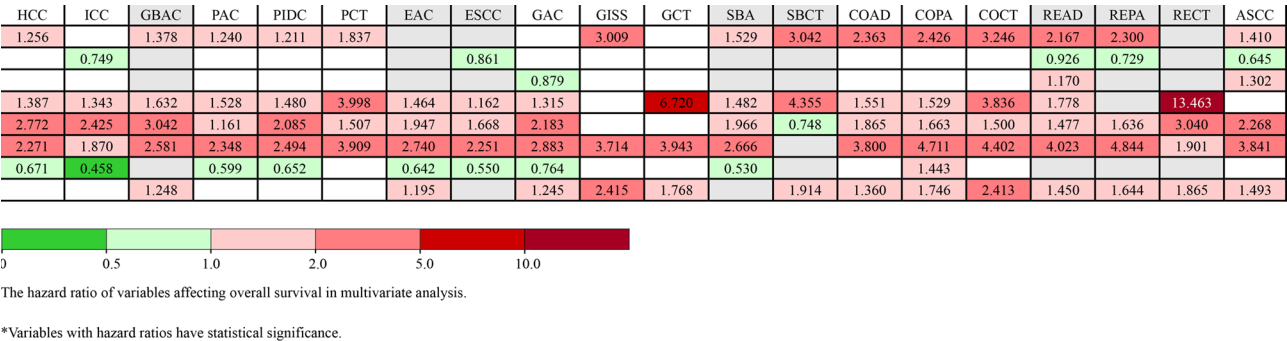 HCC ICC GBAC PAC PIDC PCT EAC ESCC GAC GISS GCT SBA SBCT COAD COPA COCT READ REPA RECT ASCC
1.256 1.378 1.240 1.211 1.837 3.009 1.529 3.042 2.363 2.426 3.246 2.167 2.300 1.410
0.749 0.861 0.926 0.729 0.645
0.879 1.170 1.302
1.387 1.343 1.632 1.528 1.480 3.998 1.464 1.162 1.315 6.720 1.482 4.355 1.551 1.529 3.836 1.778 13.463
2.772 2.425 3.042 1.161 2.085 1.507 1.947 1.668 2.183 1.966 0.748 1.865 1.663 1.500 1.477 1.636 3.040 2.268
2.271 1.870 2.581 2.348 2.494 3.909 2.740 2.251 2.883 3.714 3.943 2.666 3.800 4.711 4.402 4.023 4.844 1.901 3.841
0.671 0.458 0.599 0.652 0.642 0.550 0.764 0.530 1.443
1.248 1.195 1.245 2.415 1.768 1.914 1.360 1.746 2.413 1.450 1.644 1.865 1.493
0 0.5 1.0 2.0 5.0 10.0
The hazard ratio of variables affecting overall survival in multivariate analysis.
*Variables with hazard ratios have statistical significance.